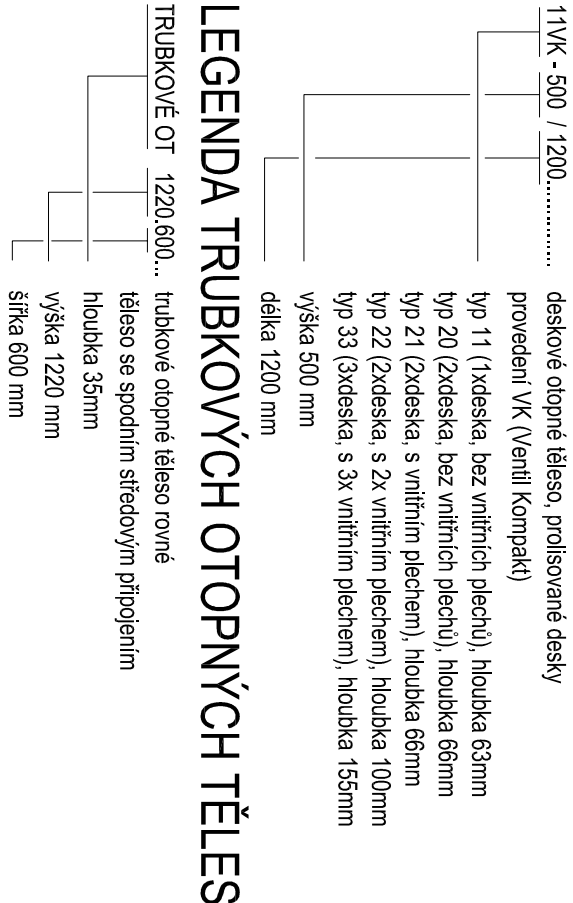 11VK - 500 / 1200.............. deskové otopné těleso, prolisované desky
provedení VK (Ventil Kompakt)
typ 11 (1xdeska, bez vnitřních plechů), hloubka 63mm
typ 20 (2xdeska, bez vnitřních plechů), hloubka 66mm
typ 21 (2xdeska, s vnitřním plechem), hloubka 66mm
typ 22 (2xdeska, s 2x vnitřním plechem), hloubka 100mm
typ 33 (3xdeska, s 3x vnitřním plechem), hloubka 155mm
výška 500 mm
délka 1200 mm
LEGENDA TRUBKOVÝCH OTOPNÝCH TĚLES
TRUBKOVÉ OT 1220.600... trubkové otopné těleso rovné
těleso se spodním středovým připojením
hloubka 35mm
výška 1220 mm
šířka 600 mm